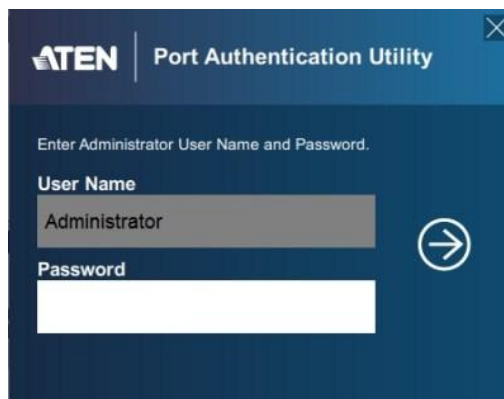 ATEN
Port Authentication Utility
Enter Administrator User Name and Password.
User Name
Administrator
Password